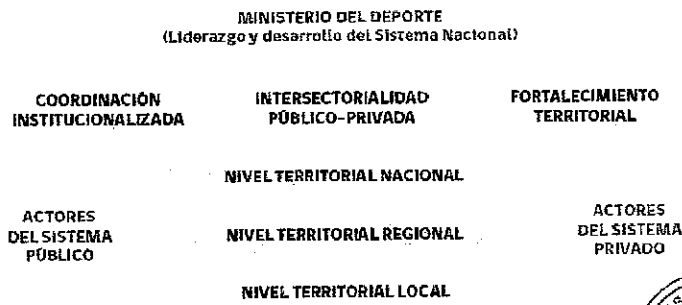 MINISTERIO DEL DEPORTE
(Liderazgo y desarrollo del Sistema Nacional)
COORDINACIÓN
INSTITUCIONALIZADA
INTERSECTORIALIDAD
PÚBLICO-PRIVADA
FORTALECIMIENTO
TERRITORIAL
NIVEL TERRITORIAL NACIONAL
ACTORES
DEL SISTEMA
PÚBLICO
NIVEL TERRITORIAL REGIONAL
ACTORES
DEL SISTEMA
PRIVADO
NIVEL TERRITORIAL LOCAL